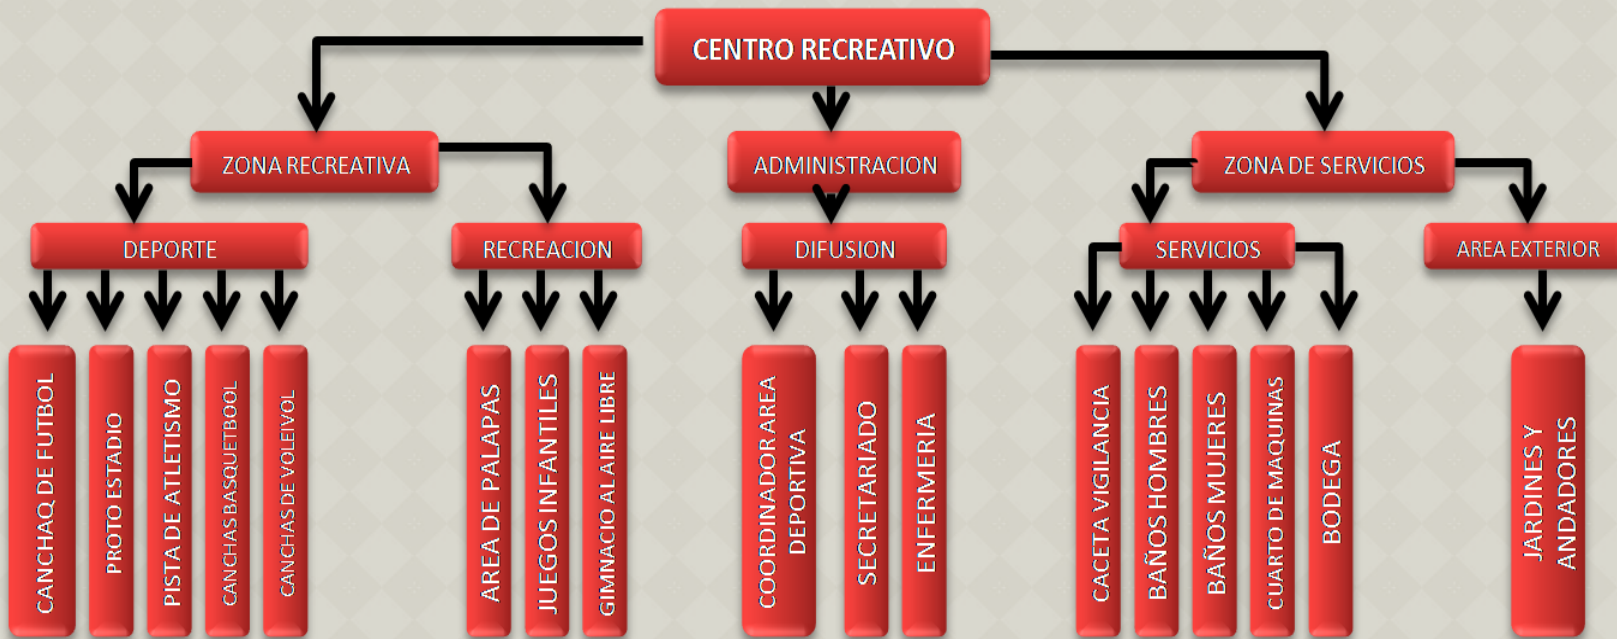 CENTRO RECREATIVO
ZONA RECREATIVA
ADMINISTRACION
ZONA DE SERVICIOS
DEPORTE
RECREACION
DIFUSION
SERVICIOS
AREA EXTERIOR
CANCHAQ DE FUTBOL
PROTO ESTADIO
PISTA DE ATLETISMO
CANCHAS BASQUETBOOL
CANCHAS DE VOLEIVOL
AREA DE PALAPAS
JUEGOS INFANTILES
GIMNACIO AL AIRE LIBRE
COORDINADOR AREA
DEPORTIVA
SECRETARIADO
ENFERMERIA
CACETA VIGILANCIA
BAÑOS HOMBRES
BAÑOS MUJERES
CUARTO DE MAQUINAS
BODEGA
JARDINES Y
ANDADORES